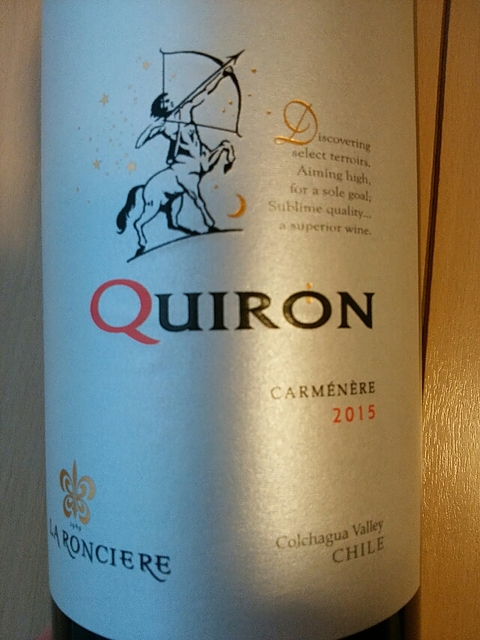 Discovering
select terroirs,
Aiming high,
for a sole goal;
Sublime quality...
a superior wine.
QUIRON
CARMÉNÈRE
2015
LA RONCIERE
Colchagua Valley
CHILE